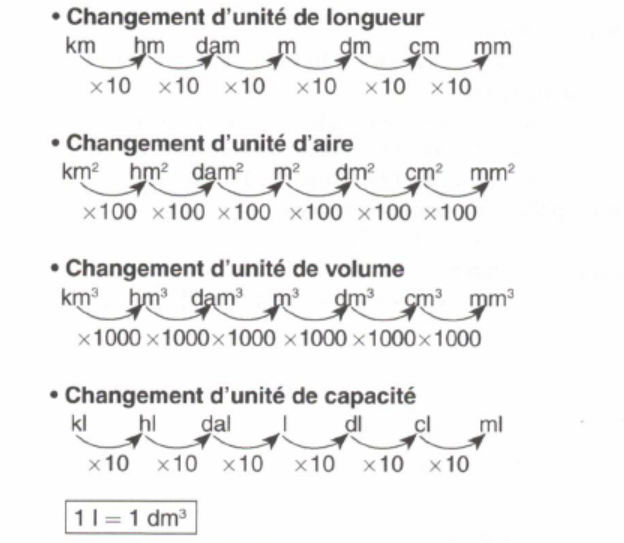 • Changement d'unité de longueur
km hm dam m dm cm mm
×10 ×10 ×10 ×10 ×10 ×10
• Changement d'unité d'aire
km² hm² dam² m² dm² cm² mm²
×100 ×100 ×100 ×100 ×100 ×100
• Changement d'unité de volume
km³ hm³ dam³ m³ dm³ cm³ mm³
×1000 ×1000 ×1000 ×1000 ×1000 ×1000
• Changement d'unité de capacité
kl hl dal l dl cl ml
×10 ×10 ×10 ×10 ×10 ×10
1 l = 1 dm³